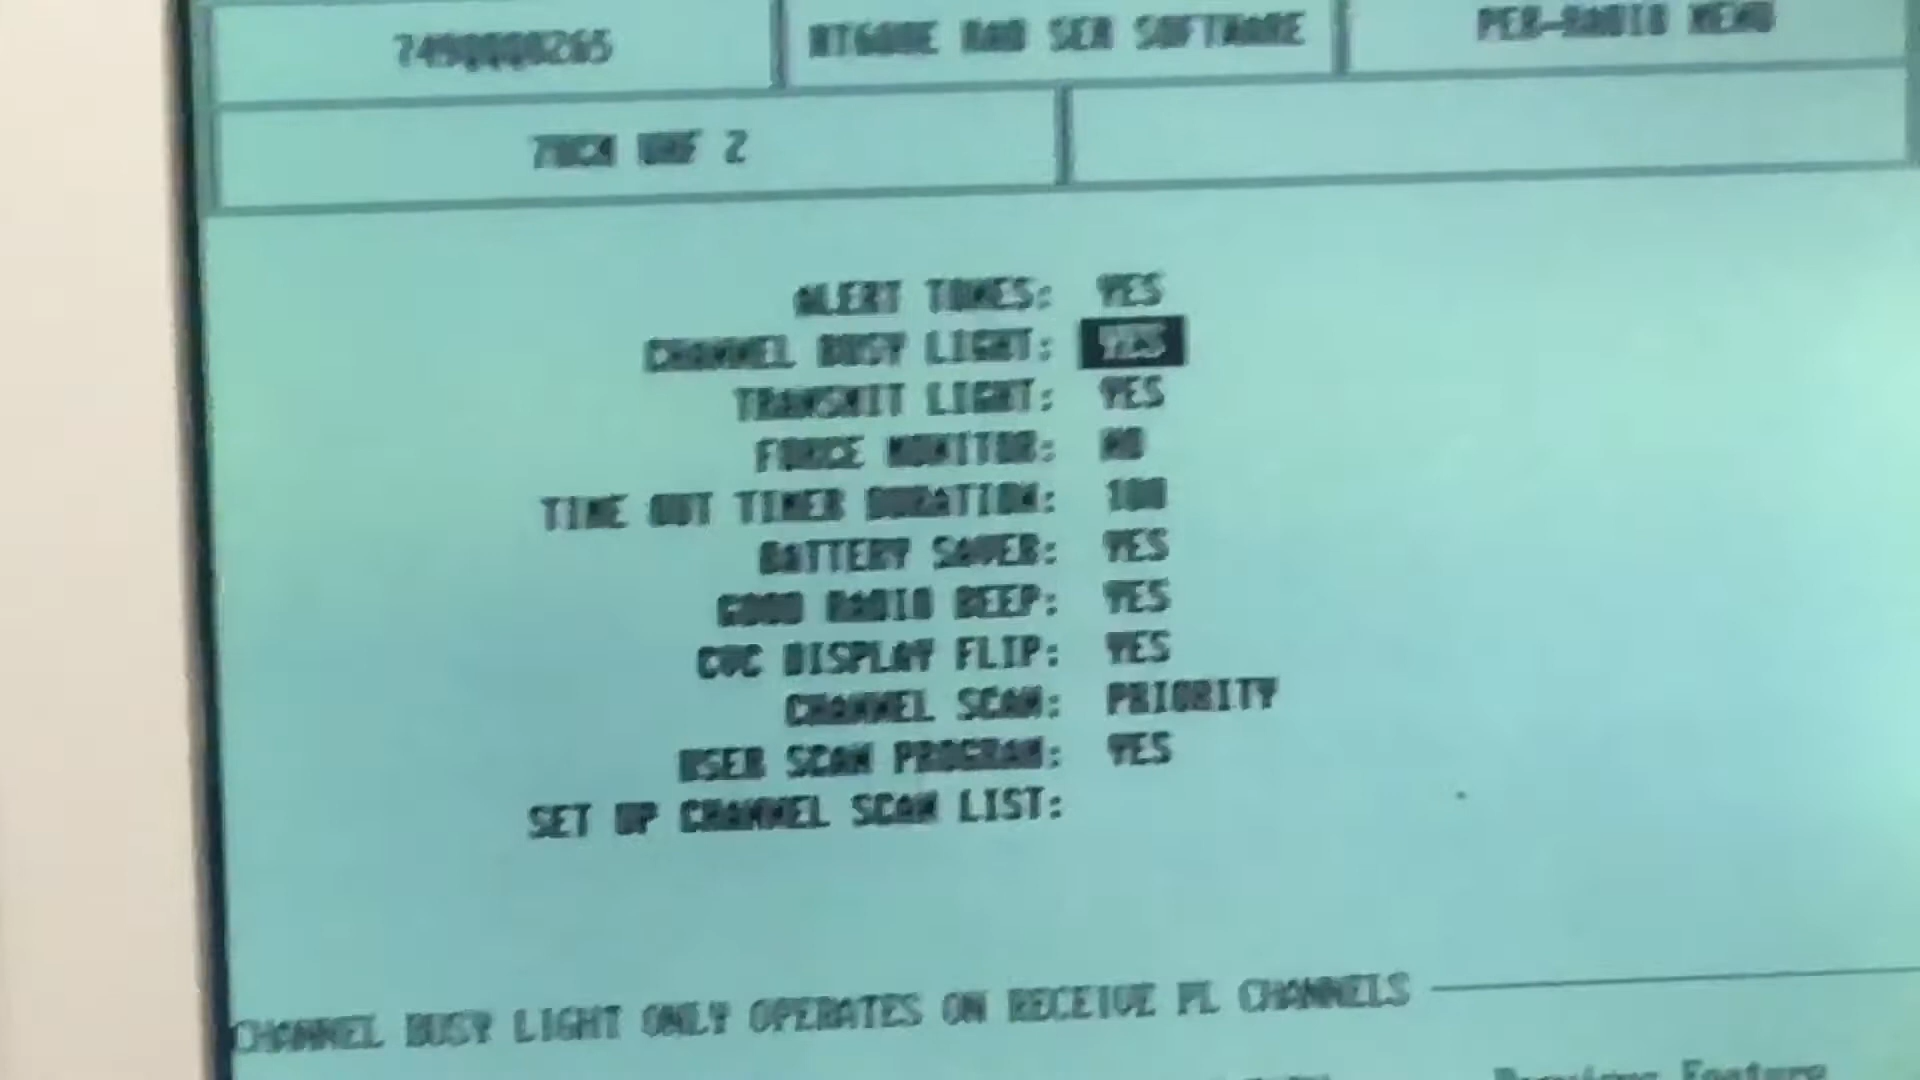 RAD SER SOFTWARE
PER-RADIO MENU
UHF 2
ALERT TONES: YES
CHANNEL BUSY LIGHT: YES
TRANSMIT LIGHT: YES
FORCE MONITOR: NO
TIME OUT TIMER DURATION: 100
BATTERY SAVER: YES
GOOD RADIO BEEP: YES
CVC DISPLAY FLIP: YES
CHANNEL SCAN: PRIORITY
USER SCAN PROGRAM: YES
SET UP CHANNEL SCAN LIST:
CHANNEL BUSY LIGHT ONLY OPERATES ON RECEIVE PL CHANNELS
Previous Feature